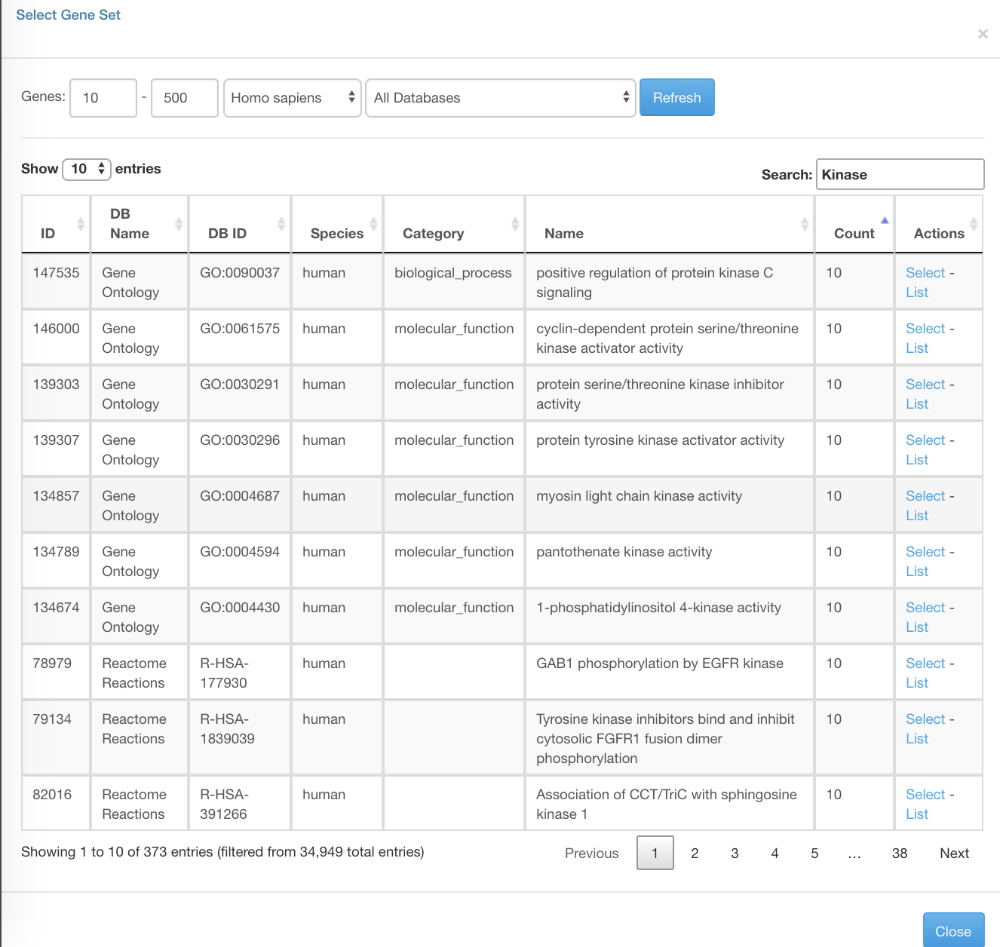 Select Gene Set
×
Genes: 10 - 500 Homo sapiens All Databases Refresh
Show 10 entries
Search: Kinase
ID DB Name DB ID Species Category Name Count Actions
147535 Gene GO:0090037 human biological_process positive regulation of protein kinase C 10 Select -
Ontology signaling List
146000 Gene GO:0061575 human molecular_function cyclin-dependent protein serine/threonine 10 Select -
Ontology kinase activator activity List
139303 Gene GO:0030291 human molecular_function protein serine/threonine kinase inhibitor 10 Select -
Ontology activity List
139307 Gene GO:0030296 human molecular_function protein tyrosine kinase activator activity 10 Select -
Ontology List
134857 Gene GO:0004687 human molecular_function myosin light chain kinase activity 10 Select -
Ontology List
134789 Gene GO:0004594 human molecular_function pantothenate kinase activity 10 Select -
Ontology List
134674 Gene GO:0004430 human molecular_function 1-phosphatidylinositol 4-kinase activity 10 Select -
Ontology List
78979 Reactome R-HSA- human GAB1 phosphorylation by EGFR kinase 10 Select -
Reactions 177930 List
79134 Reactome R-HSA- human Tyrosine kinase inhibitors bind and inhibit 10 Select -
Reactions 1839039 cytosolic FGFR1 fusion dimer List
phosphorylation
82016 Reactome R-HSA- human Association of CCT/TriC with sphingosine 10 Select -
Reactions 391266 kinase 1 List
Showing 1 to 10 of 373 entries (filtered from 34,949 total entries) Previous 1 2 3 4 5 … 38 Next
Close